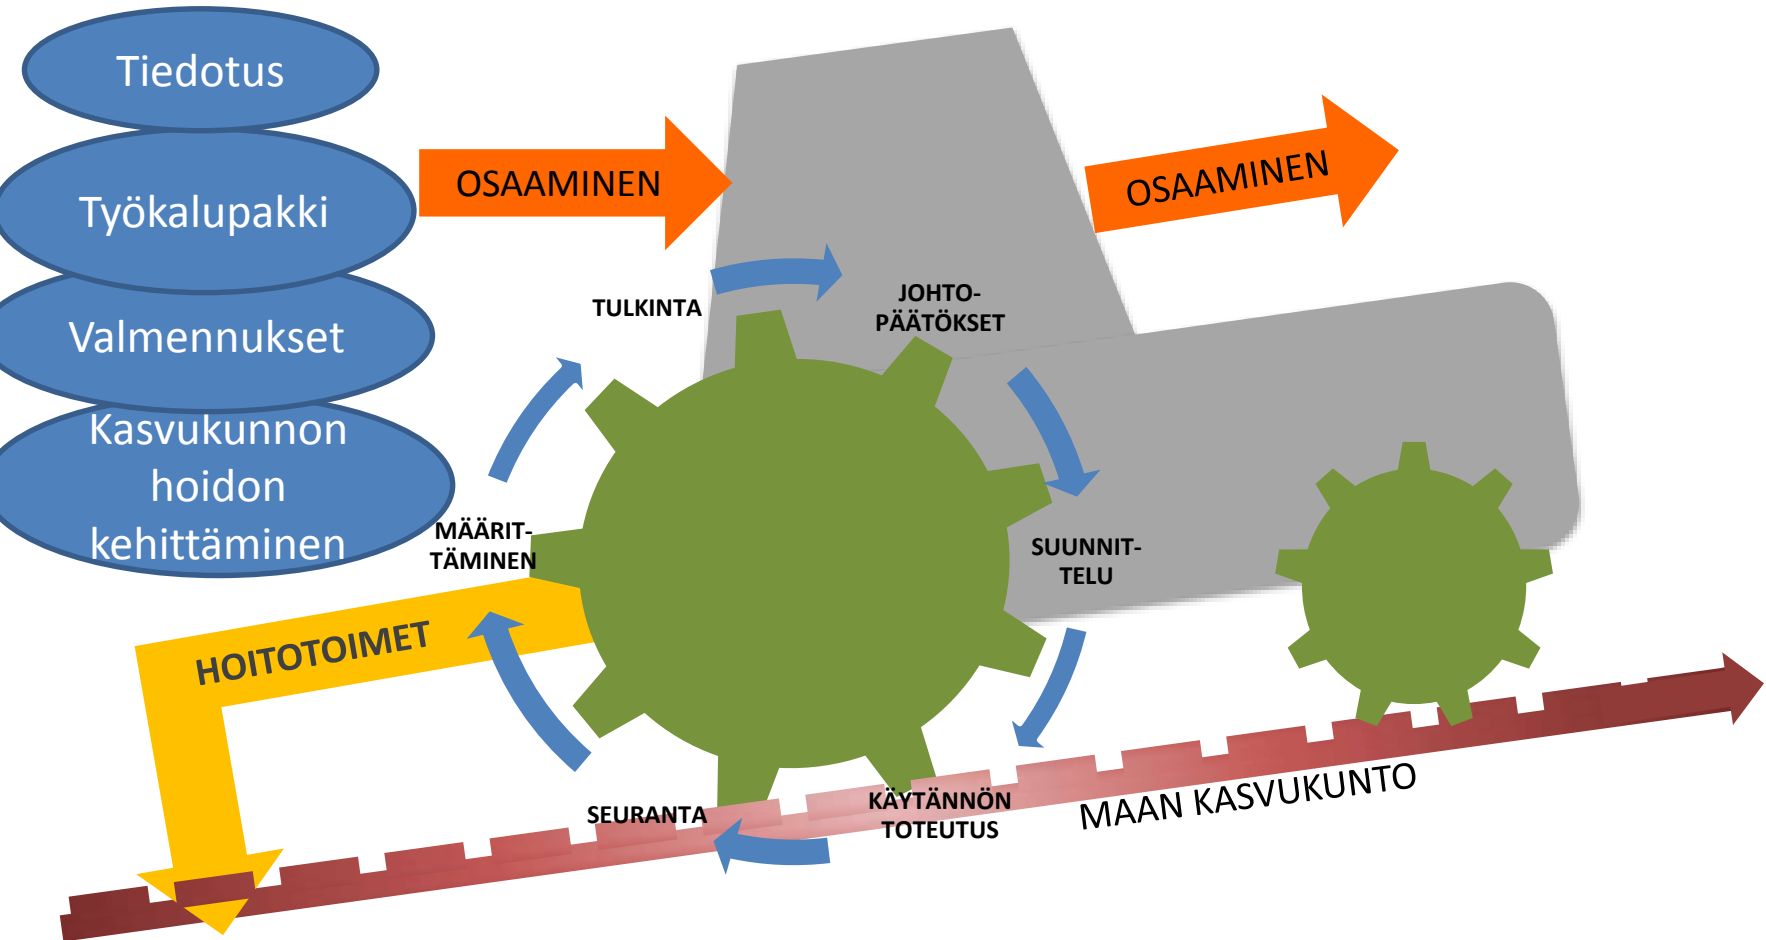 Tiedotus
Työkalupakki
Valmennukset
Kasvukunnon
hoidon
kehittäminen
OSAAMINEN
OSAAMINEN
TULKINTA
JOHTO-
PÄÄTÖKSET
MÄÄRIT-
TÄMINEN
SUUNNIT-
TELU
HOITOTOIMET
SEURANTA
KÄYTÄNNÖN
TOTEUTUS
MAAN KASVUKUNTO